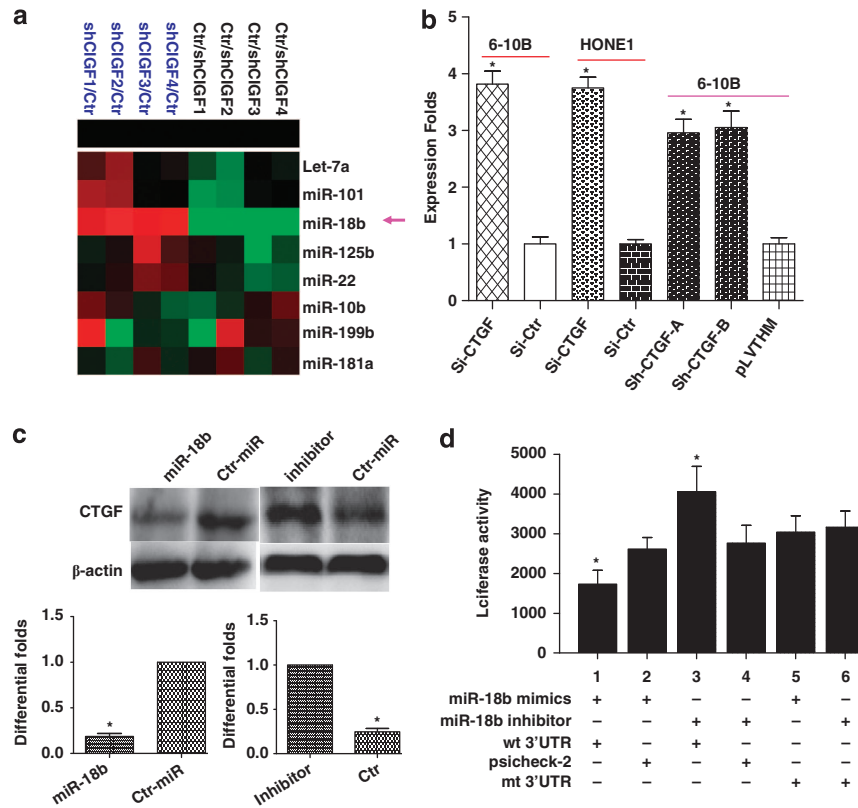 a
shCIGF1/Ctr
shCIGF2/Ctr
shCIGF3/Ctr
shCIGF4/Ctr
Ctr/shCIGF1
Ctr/shCIGF2
Ctr/shCIGF3
Ctr/shCIGF4
Let-7a
miR-101
miR-18b
miR-125b
miR-22
miR-10b
miR-199b
miR-181a
b
Expression Folds
5
4
3
2
1
0
6-10B
HONE1
6-10B
* * * *
Si-CTGF
Si-Ctr
Si-CTGF
Si-Ctr
Sh-CTGF-A
Sh-CTGF-B
pLVTHM
c
miR-18b
Ctr-miR
inhibitor
Ctr-miR
CTGF
β-actin
Differential folds
1.5
1.0
0.5
0.0
*
miR-18b
Ctr-miR
Differential folds
1.5
1.0
0.5
0.0
*
Inhibitor
Ctr
d
Lciferase activity
5000
4000
3000
2000
1000
0
* *
1 2 3 4 5 6
miR-18b mimics + + – – + –
miR-18b inhibitor – – + + – +
wt 3'UTR + – + – – –
psicheck-2 – + – + – –
mt 3'UTR – – – – + +